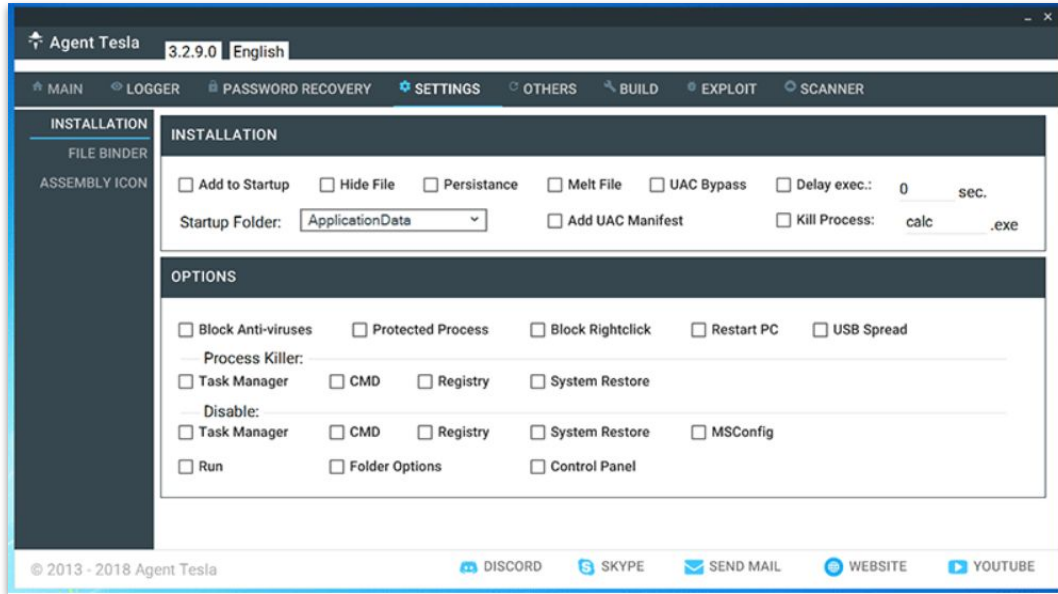 Agent Tesla 3.2.9.0 English
MAIN LOGGER PASSWORD RECOVERY SETTINGS OTHERS BUILD EXPLOIT SCANNER
INSTALLATION
FILE BINDER
ASSEMBLY ICON
INSTALLATION
Add to Startup Hide File Persistance Melt File UAC Bypass Delay exec.: 0 sec.
Startup Folder: ApplicationData Add UAC Manifest Kill Process: calc .exe
OPTIONS
Block Anti-viruses Protected Process Block Rightclick Restart PC USB Spread
Process Killer:
Task Manager CMD Registry System Restore
Disable:
Task Manager CMD Registry System Restore MSConfig
Run Folder Options Control Panel
© 2013 - 2018 Agent Tesla DISCORD SKYPE SEND MAIL WEBSITE YOUTUBE